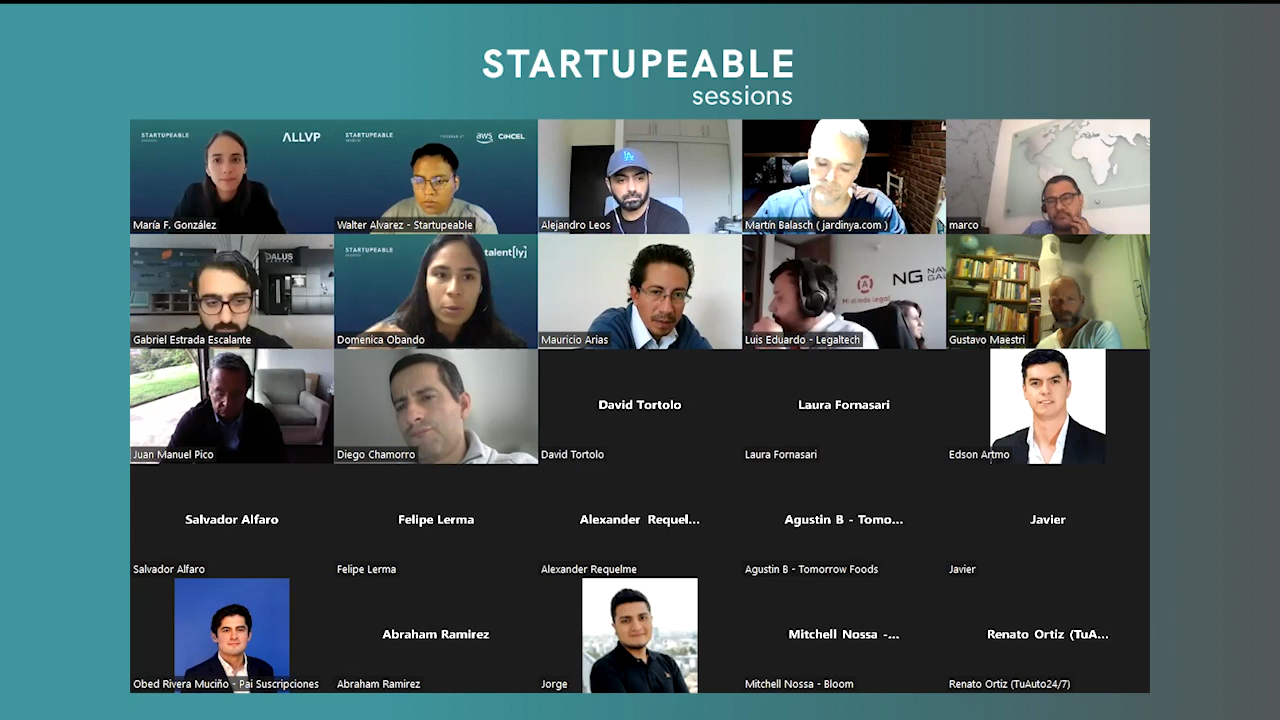 STARTUPEABLE
sessions
STARTUPEABLE
ALLVP
María F. González
STARTUPEABLE
aws
CINCEL
Walter Alvarez - Startupeable
LA
Alejandro Leos
Martín Balasch ( jardinya.com )
marco
DALUS
Gabriel Estrada Escalante
STARTUPEABLE
talent[ly]
Domenica Obando
Mauricio Arias
NG
Luis Eduardo - Legaltech
Gustavo Maestri
Juan Manuel Pico
Diego Chamorro
David Tortolo
David Tortolo
Laura Fornasari
Laura Fornasari
Edson Artmo
Salvador Alfaro
Salvador Alfaro
Felipe Lerma
Felipe Lerma
Alexander Requel...
Alexander Requelme
Agustin B - Tomo...
Agustin B - Tomorrow Foods
Javier
Javier
Obed Rivera Muciño - Pai Suscripciones
Abraham Ramirez
Abraham Ramirez
Jorge
Mitchell Nossa -...
Mitchell Nossa - Bloom
Renato Ortiz (TuA...
Renato Ortiz (TuAuto24/7)